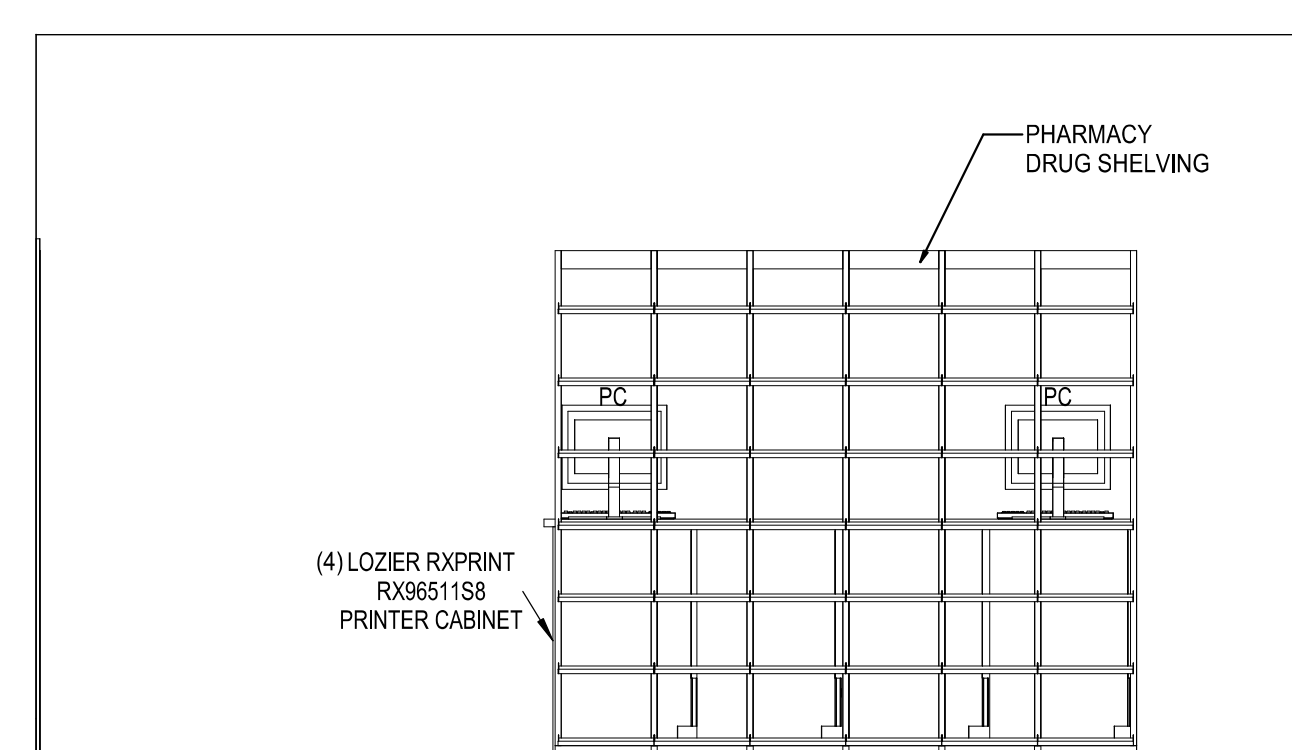 PHARMACY
DRUG SHELVING
PC
PC
(4) LOZIER RXPRINT
RX96511S8
PRINTER CABINET